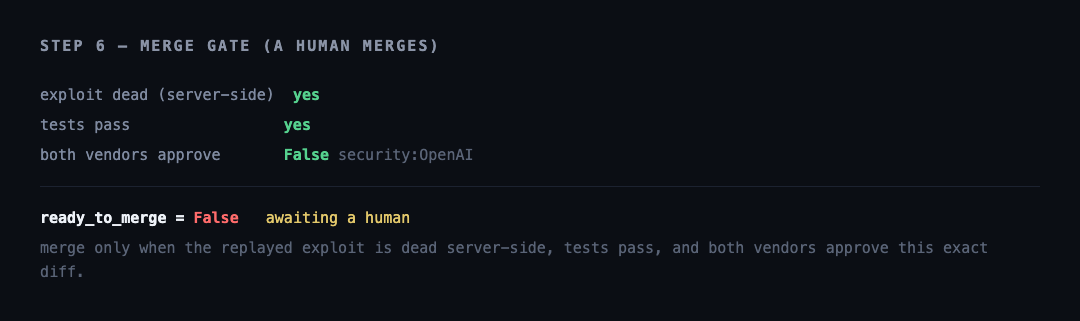 STEP 6 — MERGE GATE (A HUMAN MERGES)
exploit dead (server-side) yes
tests pass yes
both vendors approve False security:OpenAI
ready_to_merge = False awaiting a human
merge only when the replayed exploit is dead server-side, tests pass, and both vendors approve this exact
diff.